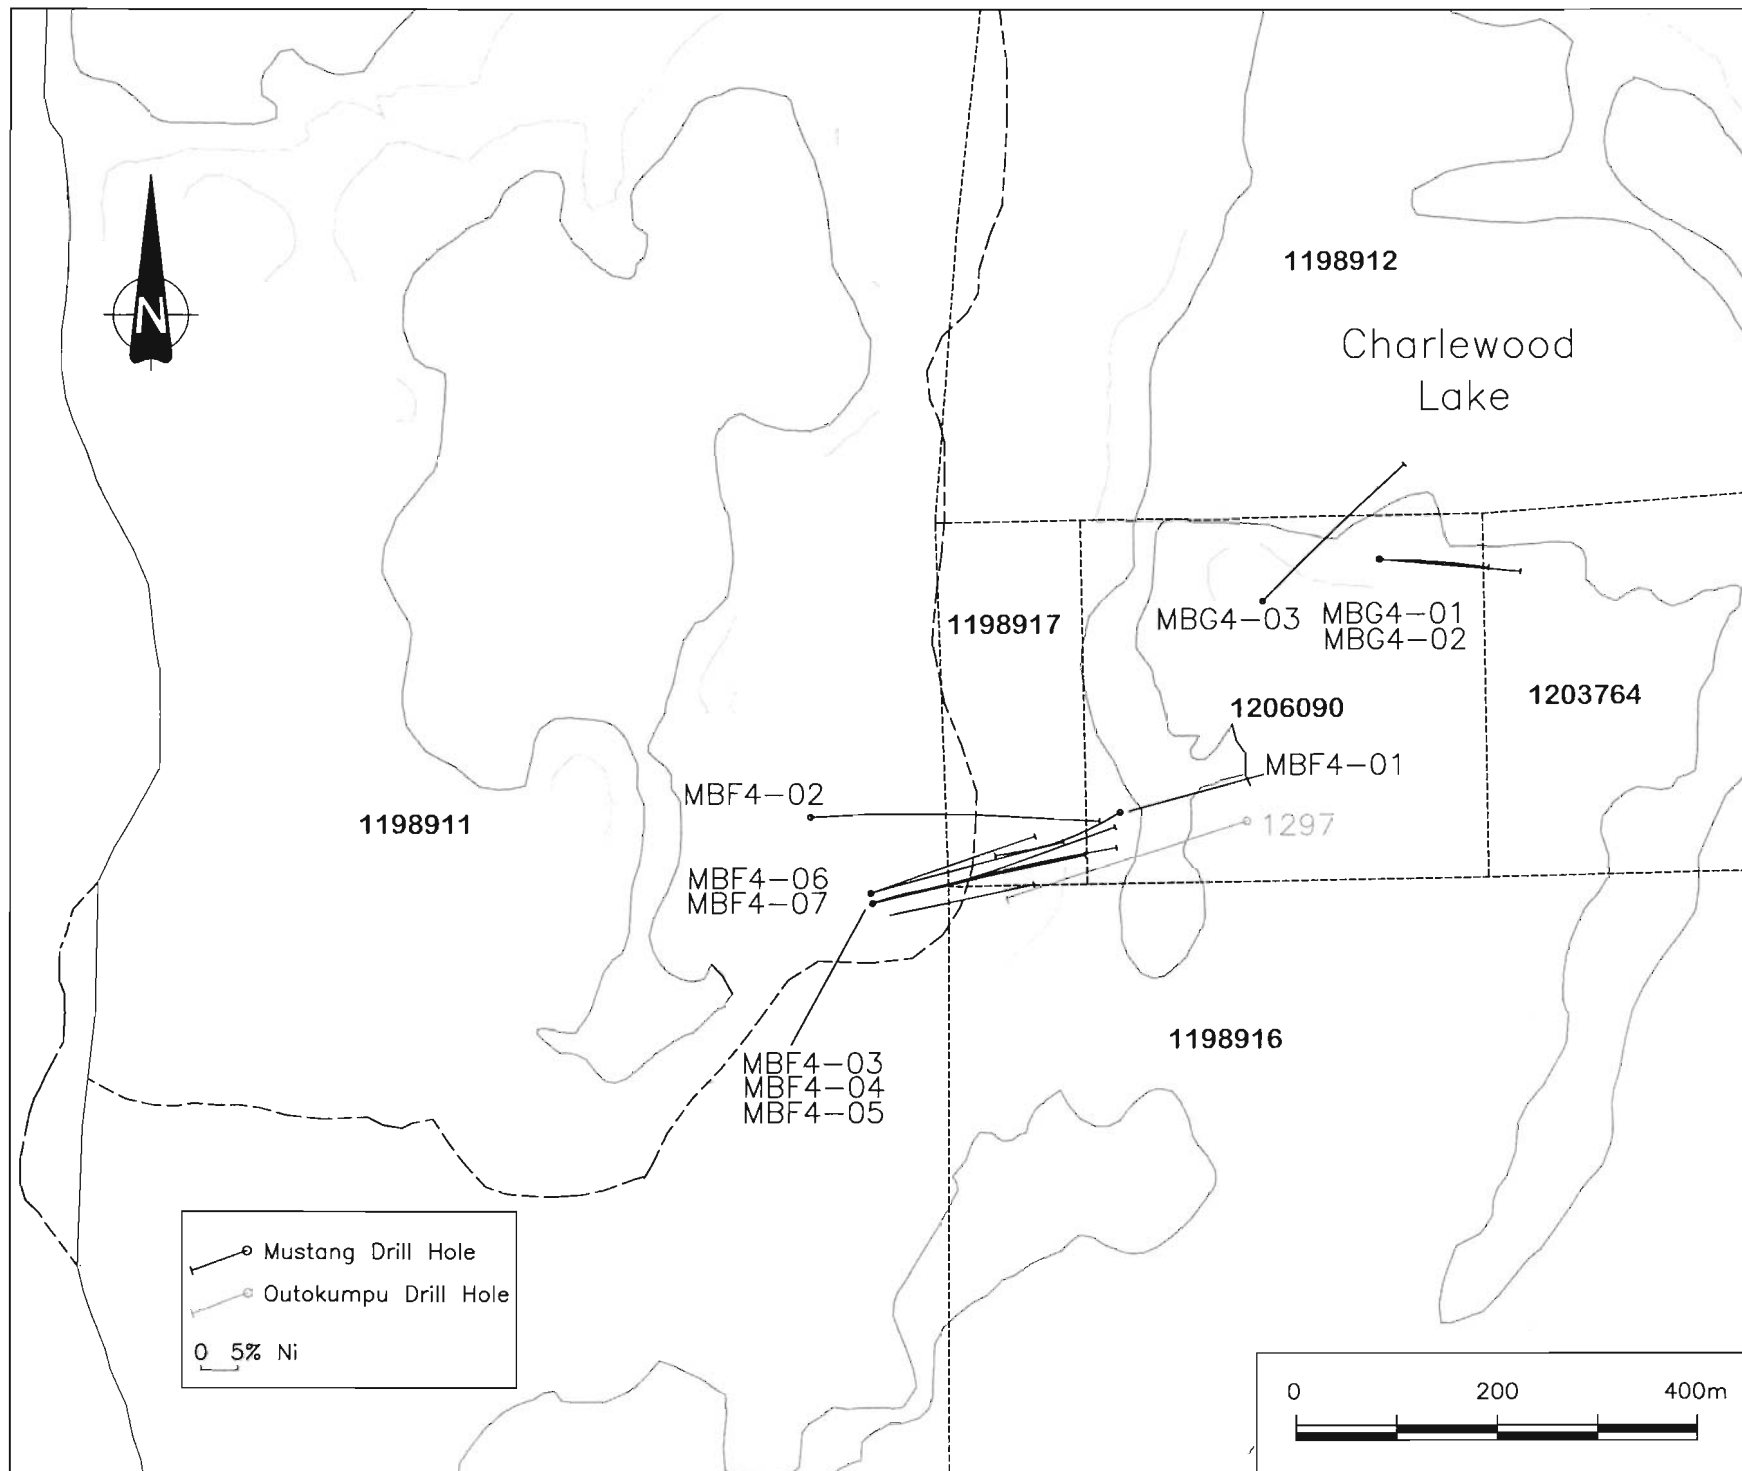 N
1198912
Charlewood
Lake
1198917
MBG4-03
MBG4-01
MBG4-02
1203764
1206090
MBF4-01
MBF4-02
1297
1198911
MBF4-06
MBF4-07
1198916
MBF4-03
MBF4-04
MBF4-05
Mustang Drill Hole
Outokumpu Drill Hole
0 5% Ni
0 200 400m